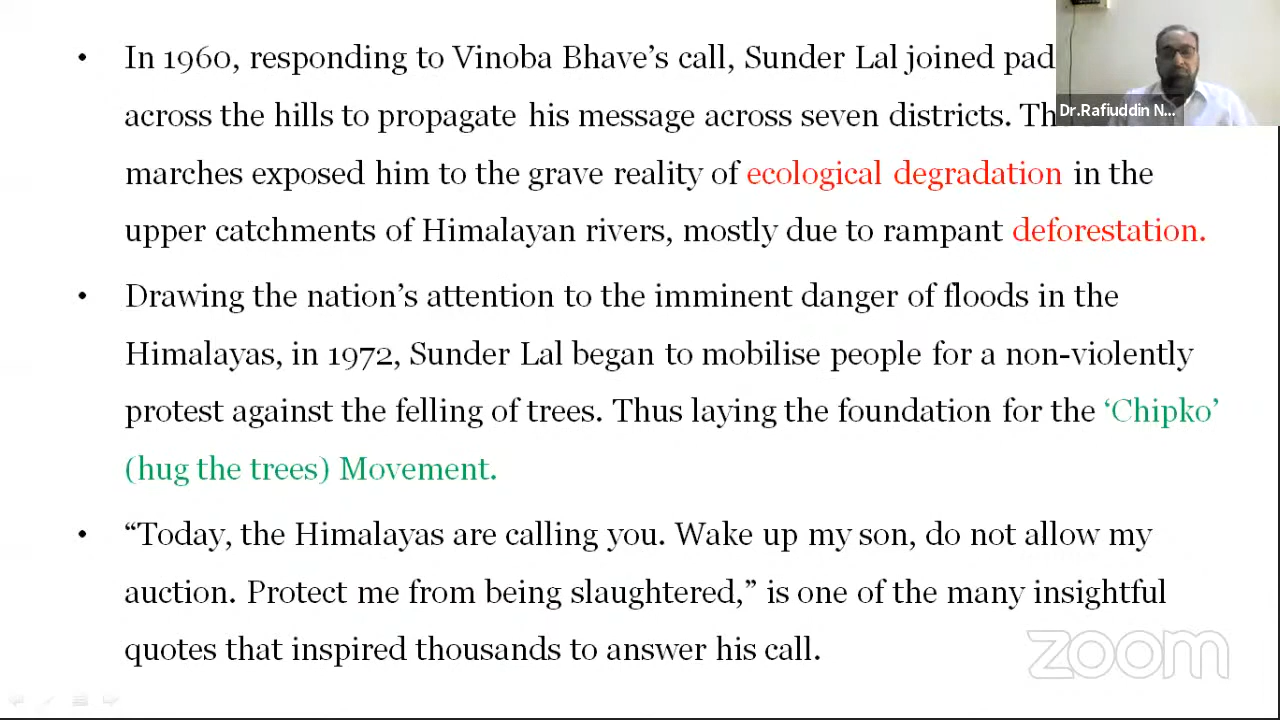 • In 1960, responding to Vinoba Bhave’s call, Sunder Lal joined pad
across the hills to propagate his message across seven districts. Th
marches exposed him to the grave reality of ecological degradation in the
upper catchments of Himalayan rivers, mostly due to rampant deforestation.
• Drawing the nation’s attention to the imminent danger of floods in the
Himalayas, in 1972, Sunder Lal began to mobilise people for a non-violently
protest against the felling of trees. Thus laying the foundation for the ‘Chipko’
(hug the trees) Movement.
• “Today, the Himalayas are calling you. Wake up my son, do not allow my
auction. Protect me from being slaughtered,” is one of the many insightful
quotes that inspired thousands to answer his call.
Dr.Rafiuddin N...
zoom